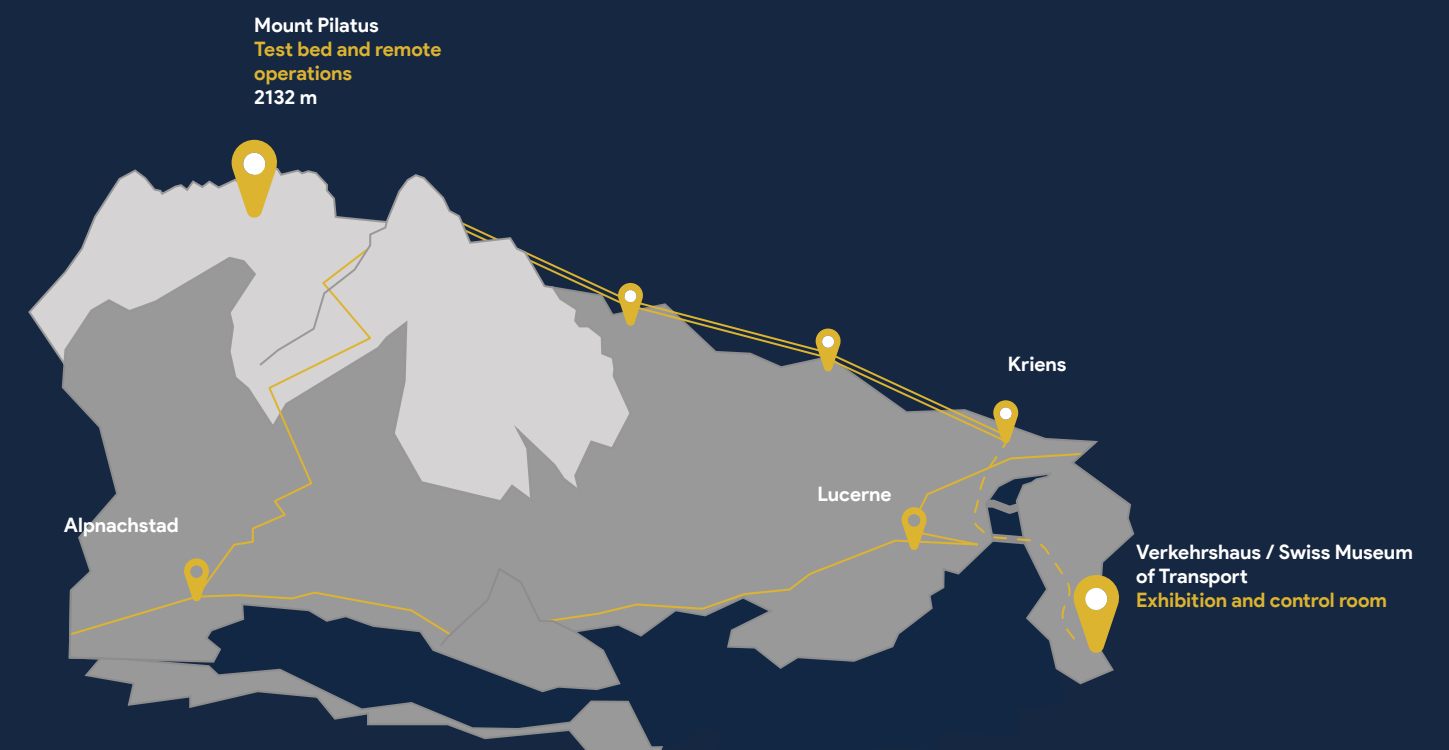 Mount Pilatus
Test bed and remote
operations
2132 m
Kriens
Lucerne
Alpnachstad
Verkehrshaus / Swiss Museum
of Transport
Exhibition and control room